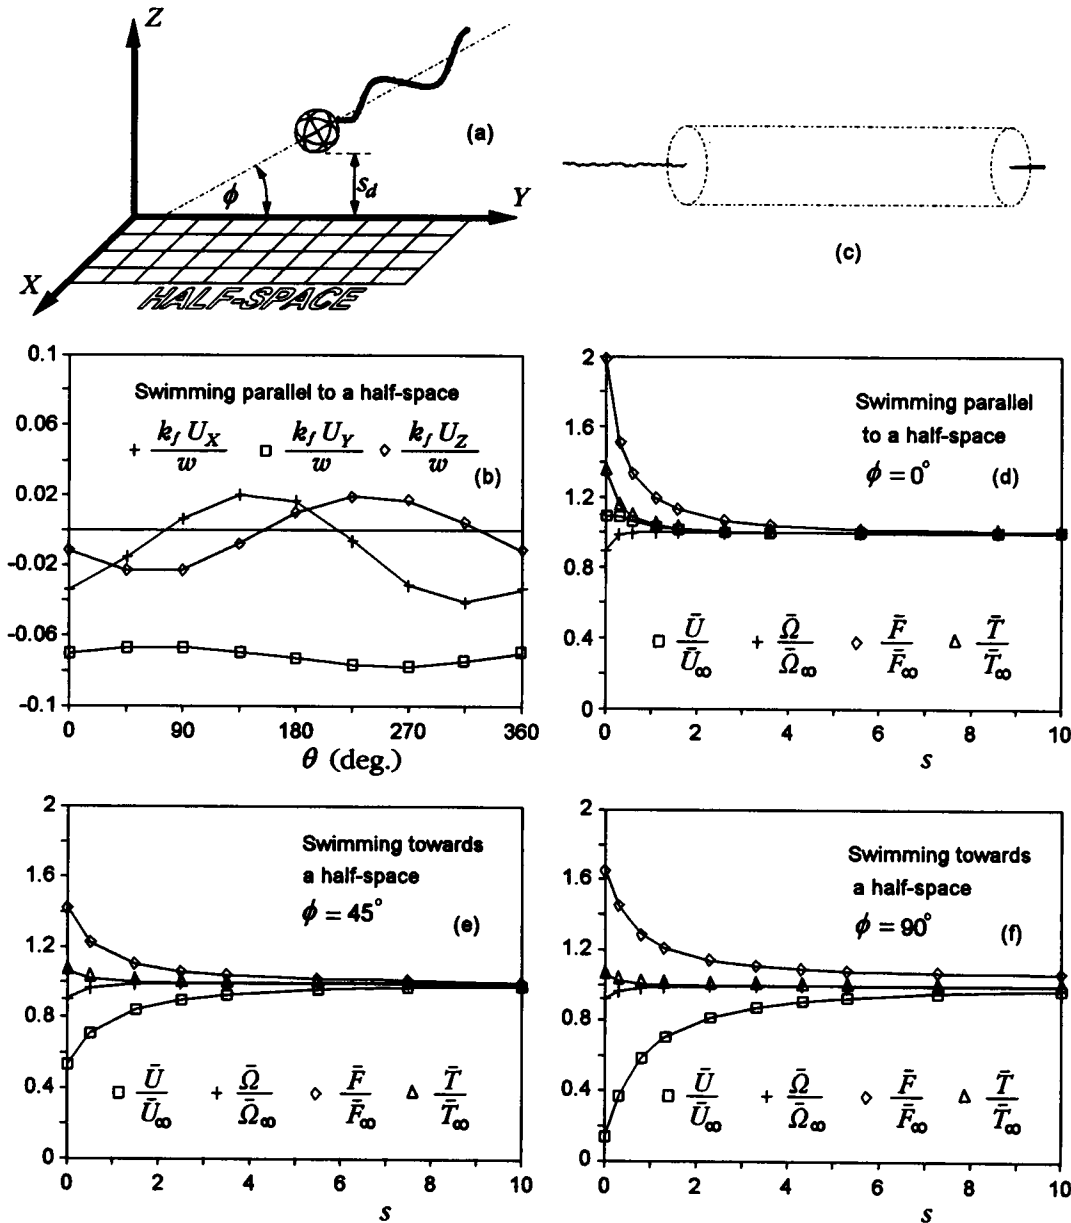 Z
(a)
ϕ
s_d
Y
X
HALF-SPACE
(c)
0.1
0.06
0.02
-0.02
-0.06
-0.1
Swimming parallel to a half-space
+ k_f U_X / w □ k_f U_Y / w ◇ k_f U_Z / w
(b)
0 90 180 270 360
θ (deg.)
2
1.6
1.2
0.8
0.4
0
Swimming parallel
to a half-space
ϕ = 0°
(d)
□ Ū / Ū∞ + Ω̄ / Ω̄∞ ◇ F̄ / F̄∞ △ T̄ / T̄∞
0 2 4 6 8 10
s
2
1.6
1.2
0.8
0.4
0
Swimming towards
a half-space
ϕ = 45°
(e)
□ Ū / Ū∞ + Ω̄ / Ω̄∞ ◇ F̄ / F̄∞ △ T̄ / T̄∞
0 2 4 6 8 10
s
2
1.6
1.2
0.8
0.4
0
Swimming towards
a half-space
ϕ = 90°
(f)
□ Ū / Ū∞ + Ω̄ / Ω̄∞ ◇ F̄ / F̄∞ △ T̄ / T̄∞
0 2 4 6 8 10
s